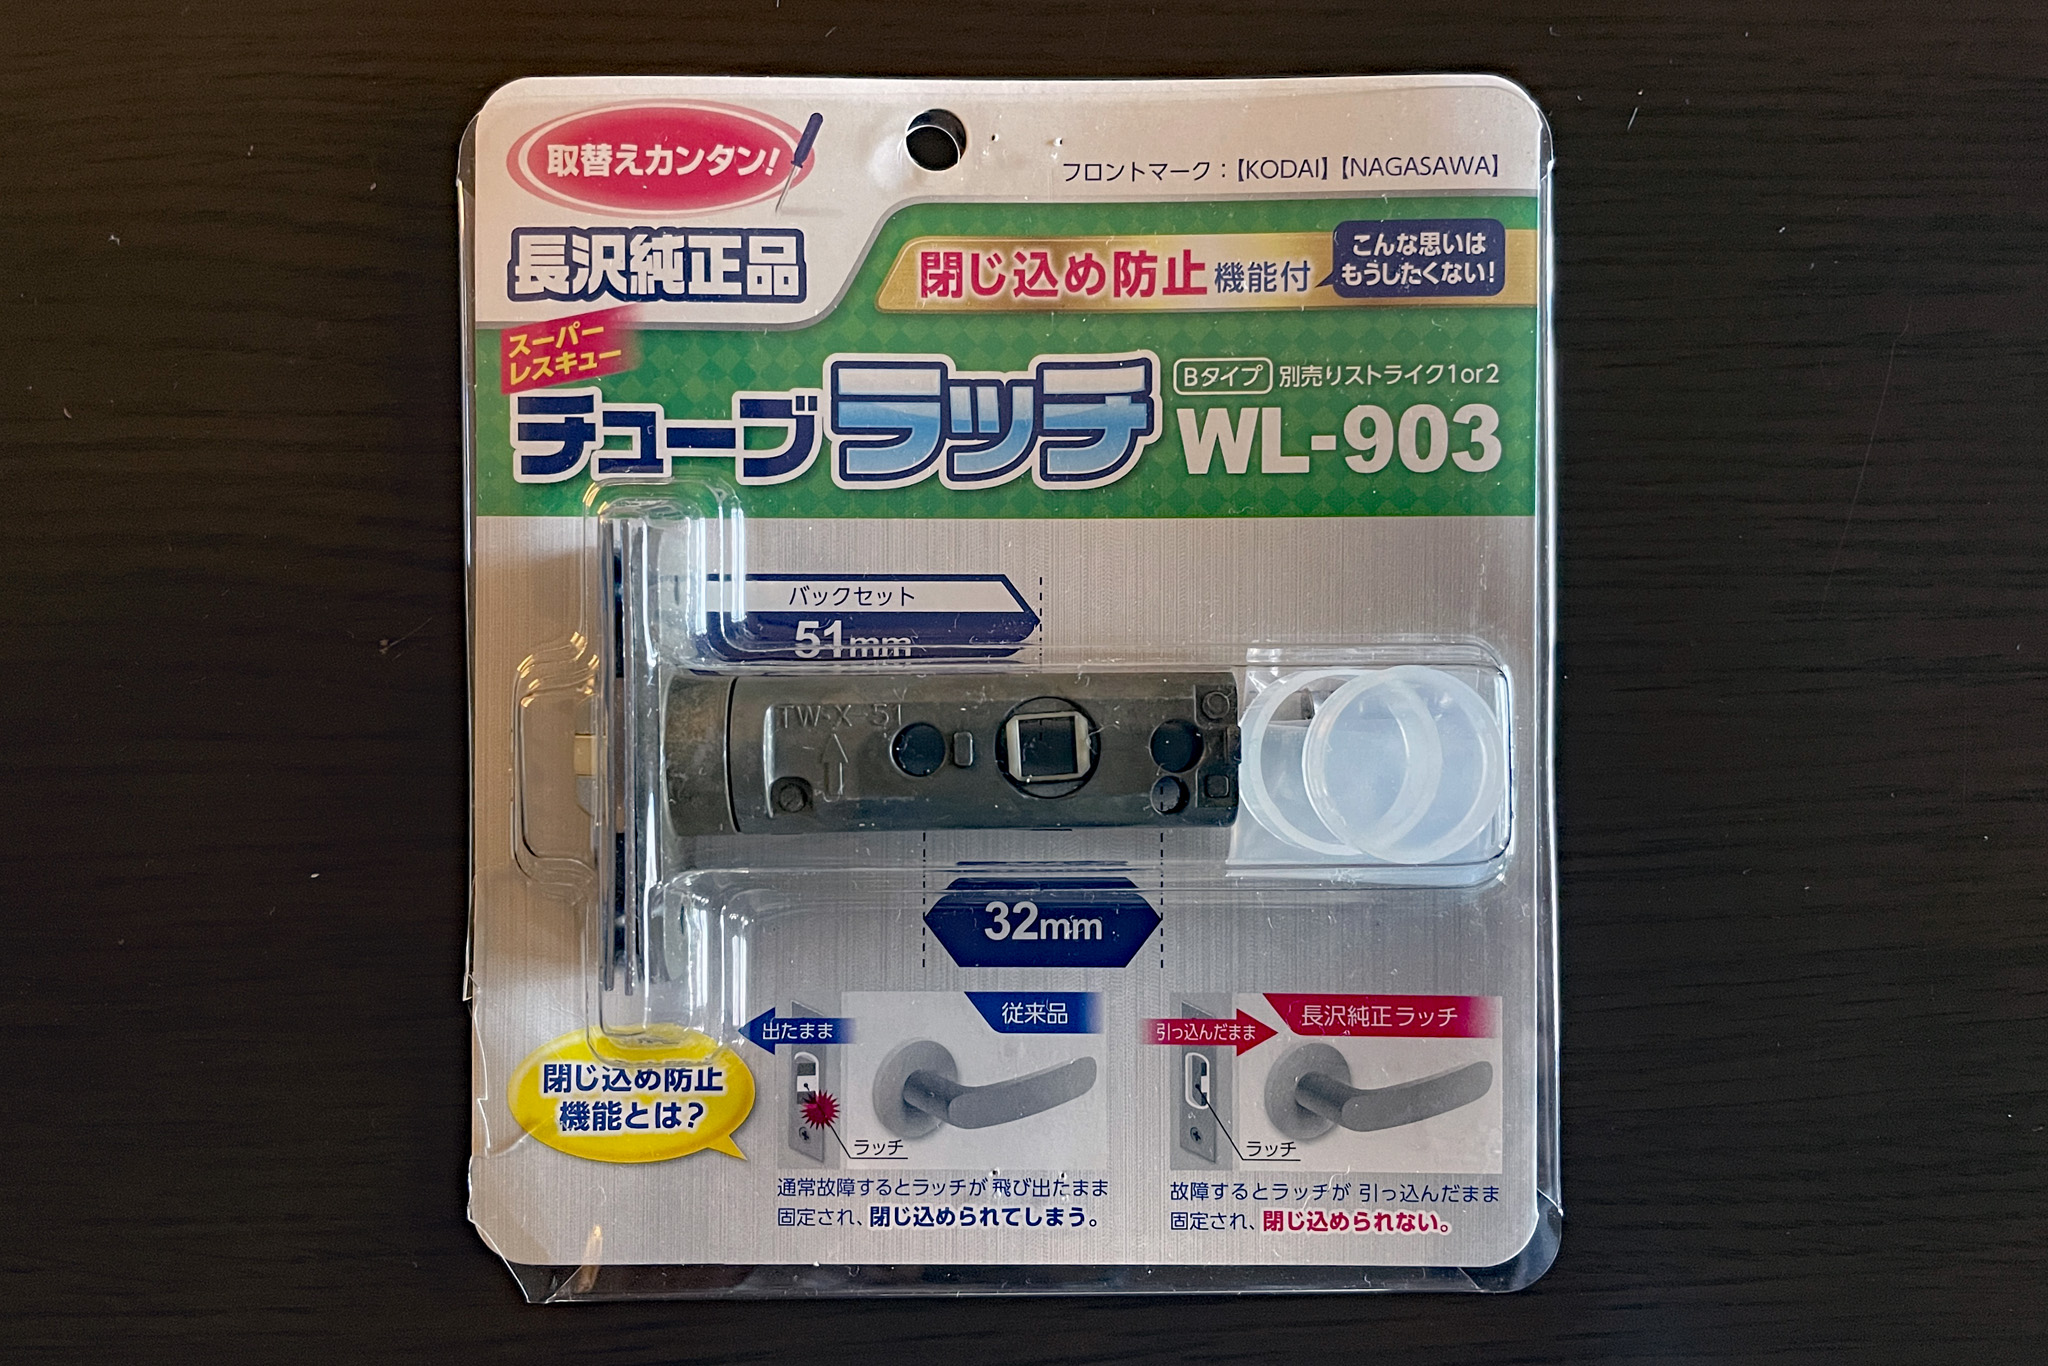 取替えカンタン!
フロントマーク:【KODAI】【NAGASAWA】
長沢純正品
閉じ込め防止機能付
こんな思いは
もうしたくない!
スーパー
レスキュー
チューブラッチ
Bタイプ 別売りストライク1or2
WL-903
バックセット
51mm
TW-X 51
32mm
閉じ込め防止
機能とは?
出たまま
従来品
ラッチ
通常故障するとラッチが 飛び出たまま
固定され、閉じ込められてしまう。
引っ込んだまま
長沢純正ラッチ
ラッチ
故障するとラッチが 引っ込んだまま
固定され、閉じ込められない。